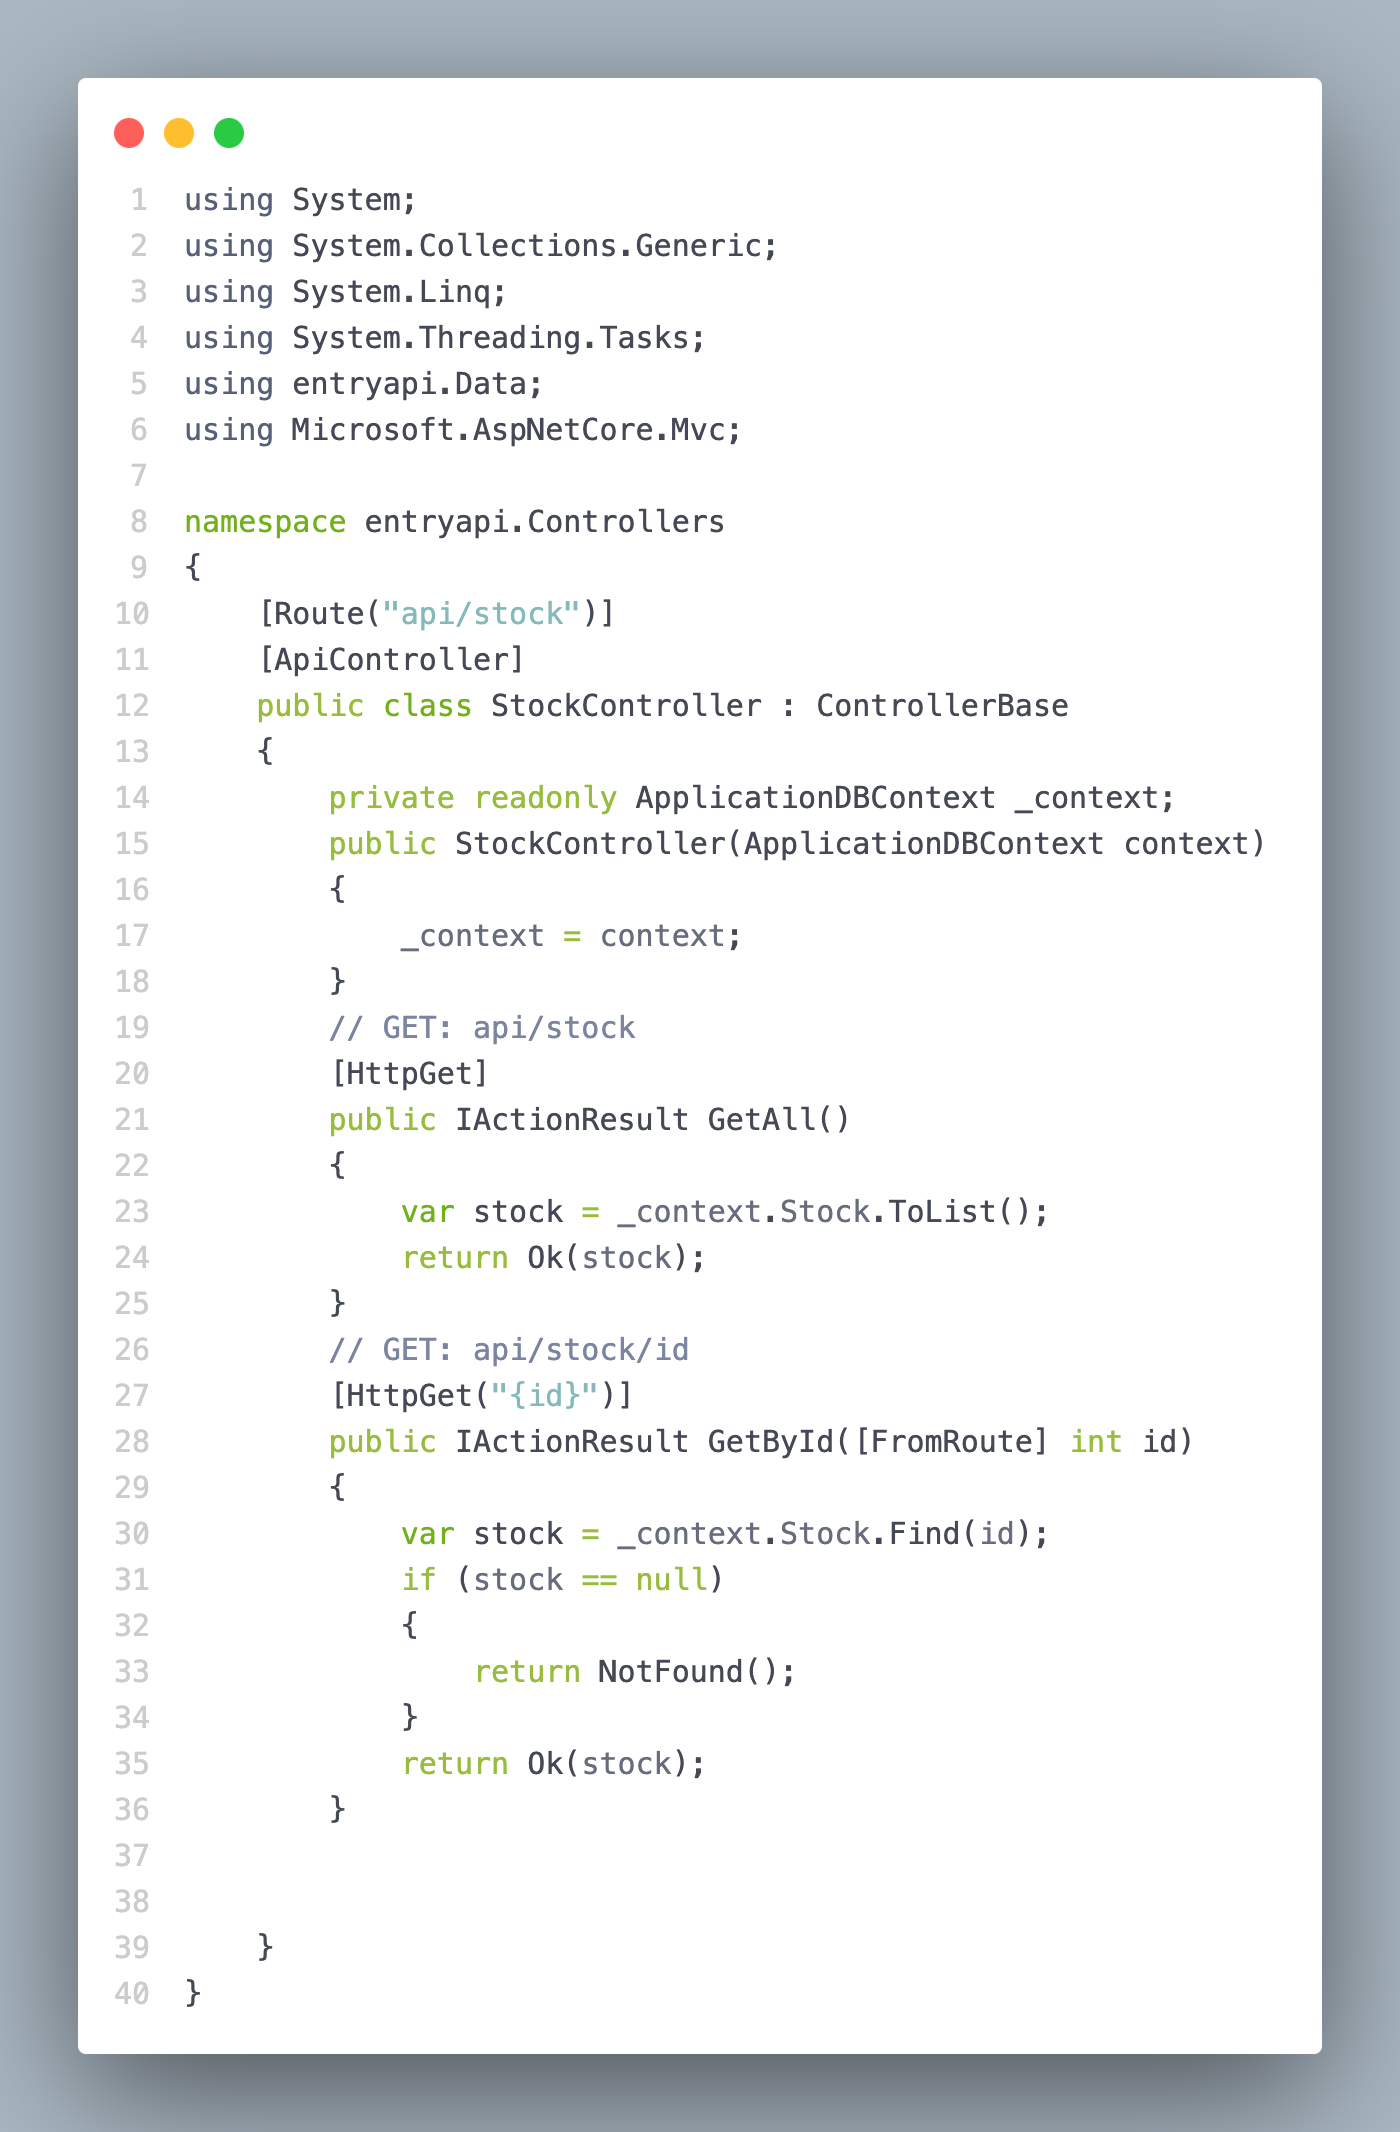 1 using System;
2 using System.Collections.Generic;
3 using System.Linq;
4 using System.Threading.Tasks;
5 using entryapi.Data;
6 using Microsoft.AspNetCore.Mvc;
7
8 namespace entryapi.Controllers
9 {
10     [Route("api/stock")]
11     [ApiController]
12     public class StockController : ControllerBase
13     {
14         private readonly ApplicationDBContext _context;
15         public StockController(ApplicationDBContext context)
16         {
17             _context = context;
18         }
19         // GET: api/stock
20         [HttpGet]
21         public IActionResult GetAll()
22         {
23             var stock = _context.Stock.ToList();
24             return Ok(stock);
25         }
26         // GET: api/stock/id
27         [HttpGet("{id}")]
28         public IActionResult GetById([FromRoute] int id)
29         {
30             var stock = _context.Stock.Find(id);
31             if (stock == null)
32             {
33                 return NotFound();
34             }
35             return Ok(stock);
36         }
37
38
39     }
40 }